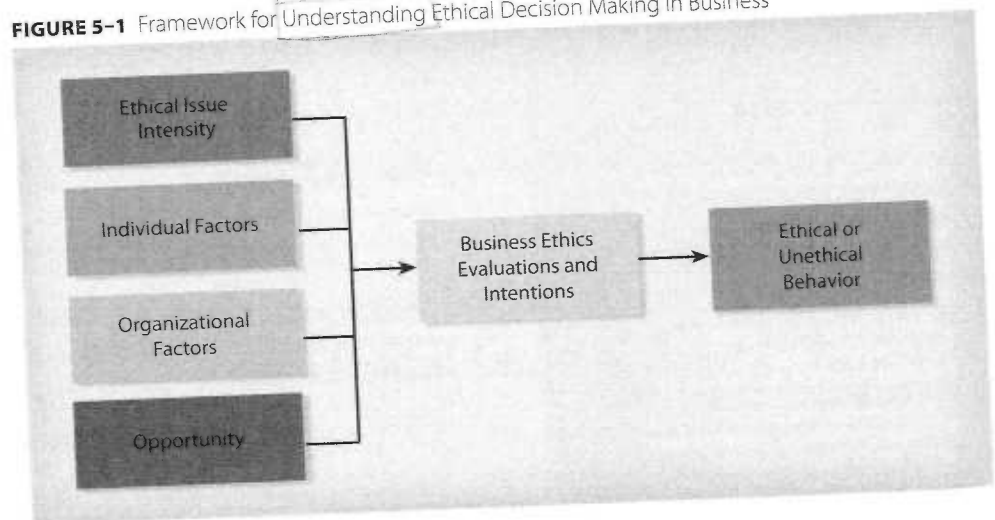 FIGURE 5–1 Framework for Understanding Ethical Decision Making in Business
Ethical Issue
Intensity
Individual Factors
Organizational
Factors
Opportunity
Business Ethics
Evaluations and
Intentions
Ethical or
Unethical
Behavior